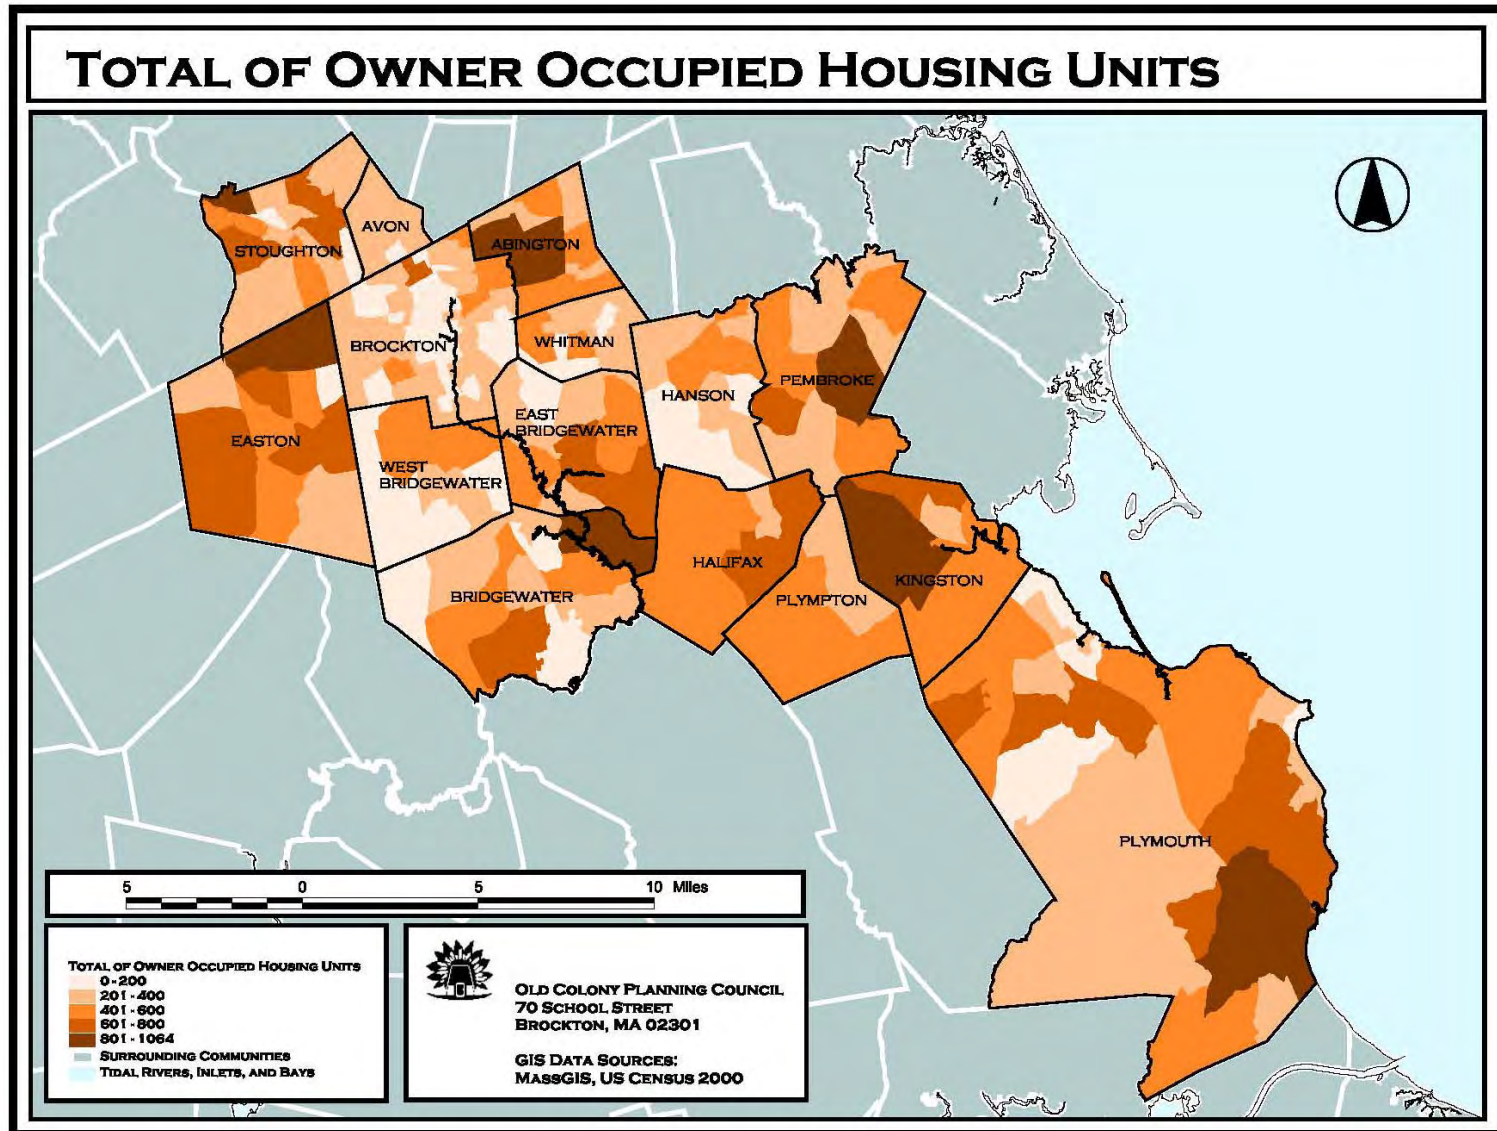 TOTAL OF OWNER OCCUPIED HOUSING UNITS
STOUGHTON
AVON
ABINGTON
BROCKTON
WHITMAN
HANSON
PEMBROKE
EASTON
EAST
BRIDGEWATER
WEST
BRIDGEWATER
BRIDGEWATER
HALIFAX
PLYMPTON
KINGSTON
PLYMOUTH
5 0 5 10 Miles
TOTAL OF OWNER OCCUPIED HOUSING UNITS
0 - 200
201 - 400
401 - 600
601 - 800
801 - 1064
SURROUNDING COMMUNITIES
TIDAL RIVERS, INLETS, AND BAYS
OLD COLONY PLANNING COUNCIL
70 SCHOOL STREET
BROCKTON, MA 02301
GIS DATA SOURCES:
MASSGIS, US CENSUS 2000